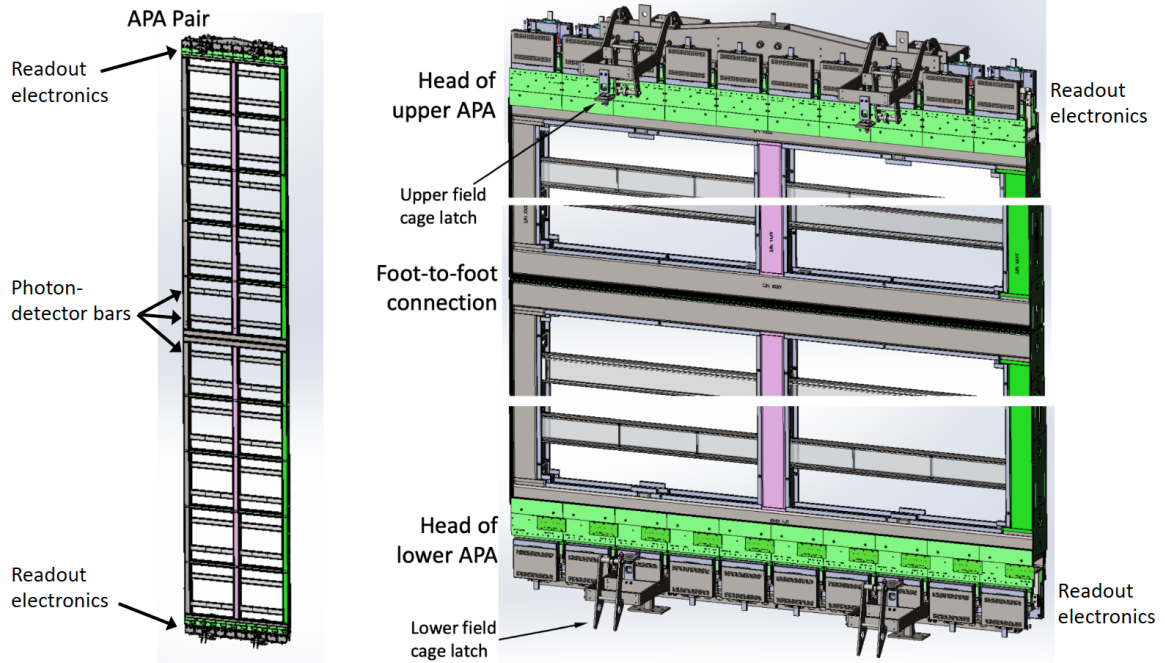 APA Pair
Readout
electronics
Photon-
detector bars
Readout
electronics
Head of
upper APA
Readout
electronics
Upper field
cage latch
Foot-to-foot
connection
Head of
lower APA
Lower field
cage latch
Readout
electronics